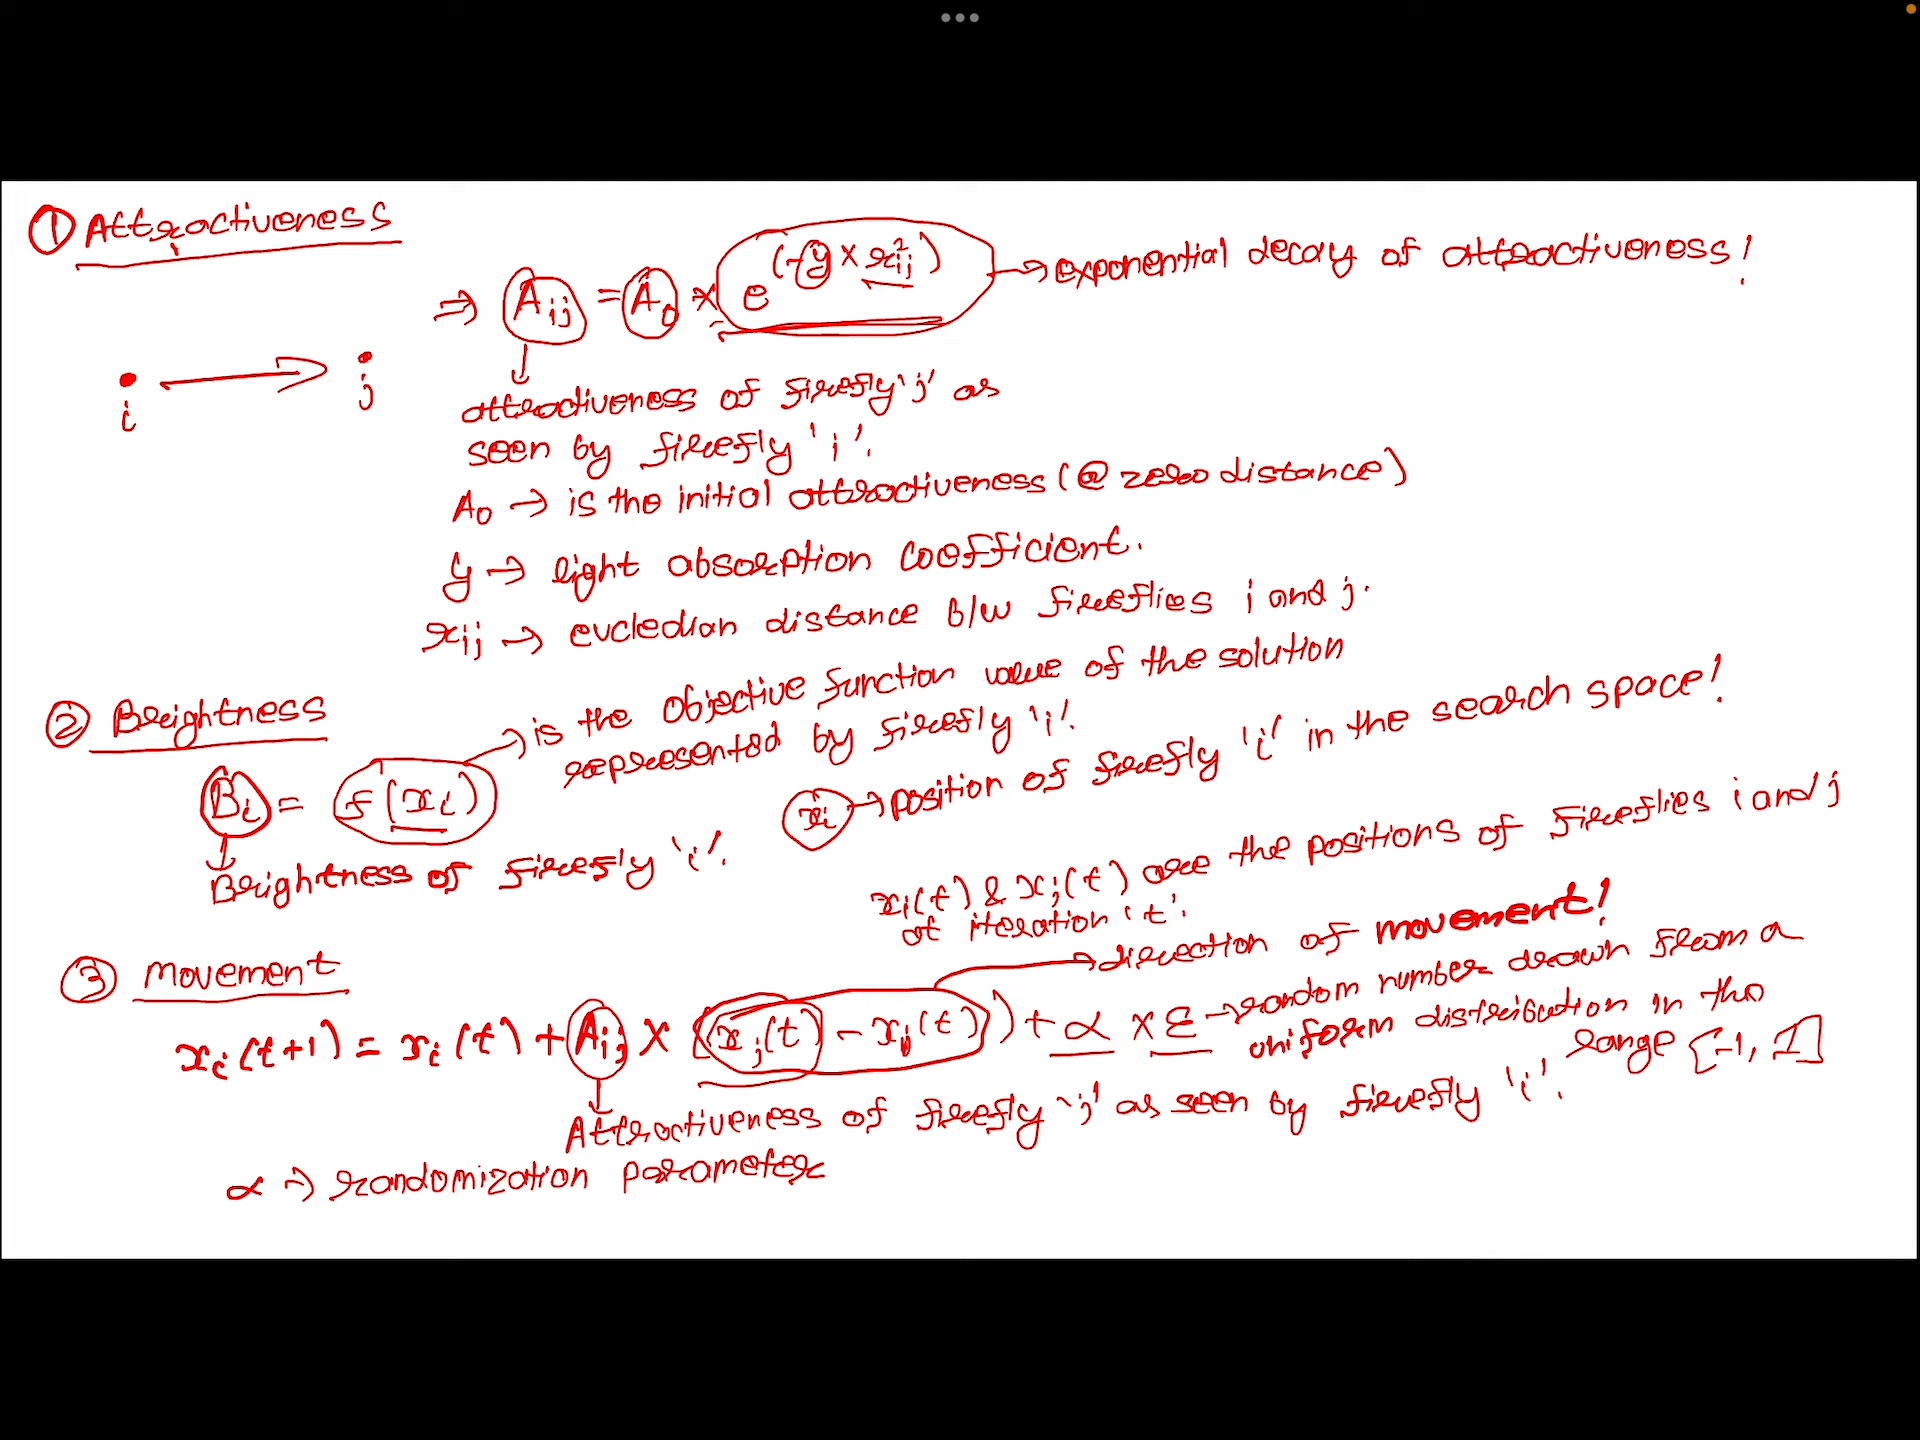 ① Attractiveness
⇒ Aij = A0 × e^(-y × rij²) → exponential decay of attractiveness!
i → j
attractiveness of firefly 'j' as
seen by firefly 'i'.
A0 → is the initial attractiveness (@ zero distance)
y → light absorption coefficient.
rij → eucledian distance b/w fireflies i and j.
② Brightness
Bi = f(xi) → is the objective function value of the solution
represented by firefly 'i'.
Brightness of firefly 'i'.
xi → position of firefly 'i' in the search space!
xi(t) & xj(t) are the positions of fireflies i and j
at iteration 't'.
③ Movement
→ direction of movement!
xi(t+1) = xi(t) + Aij × (xj(t) - xi(t)) + α × ε → random number drawn from a
uniform distribution in the
range [-1, 1]
Attractiveness of firefly 'j' as seen by firefly 'i'.
α → randomization parameter